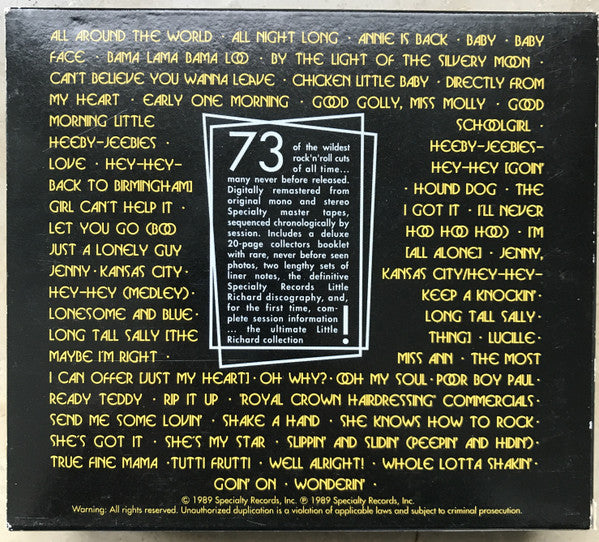 ALL AROUND THE WORLD · ALL NIGHT LONG · ANNIE IS BACK · BABY · BABY
FACE · BAMA LAMA BAMA LOO · BY THE LIGHT OF THE SILVERY MOON ·
CAN'T BELIEVE YOU WANNA LEAVE · CHICKEN LITTLE BABY · DIRECTLY FROM
MY HEART · EARLY ONE MORNING · GOOD GOLLY, MISS MOLLY · GOOD
MORNING LITTLE SCHOOLGIRL ·
HEEBY-JEEBIES · HEEBY-JEEBIES-
LOVE · HEY-HEY- HEY-HEY [GOIN'
BACK TO BIRMINGHAM] · HOUND DOG · THE
GIRL CAN'T HELP IT · I GOT IT · I'LL NEVER
LET YOU GO (BOO HOO HOO HOO) · I'M
JUST A LONELY GUY [ALL ALONE] · JENNY,
JENNY · KANSAS CITY · KANSAS CITY/HEY-HEY-
HEY-HEY (MEDLEY) · KEEP A KNOCKIN' ·
LONESOME AND BLUE · LONG TALL SALLY ·
LONG TALL SALLY [THE THING] · LUCILLE ·
MAYBE I'M RIGHT · MISS ANN · THE MOST
I CAN OFFER [JUST MY HEART] · OH WHY? · OOH MY SOUL · POOR BOY PAUL ·
READY TEDDY · RIP IT UP · 'ROYAL CROWN HAIRDRESSING' COMMERCIALS ·
SEND ME SOME LOVIN' · SHAKE A HAND · SHE KNOWS HOW TO ROCK ·
SHE'S GOT IT · SHE'S MY STAR · SLIPPIN' AND SLIDIN' (PEEPIN' AND HIDIN') ·
TRUE FINE MAMA · TUTTI FRUTTI · WELL ALRIGHT! · WHOLE LOTTA SHAKIN'
GOIN' ON · WONDERIN' ·
73 of the wildest
rock'n'roll cuts
of all time...
many never before released.
Digitally remastered from
original mono and stereo
Specialty master tapes,
sequenced chronologically by
session. Includes a deluxe
20-page collectors booklet
with rare, never before seen
photos, two lengthy sets of
liner notes, the definitive
Specialty Records Little
Richard discography, and,
for the first time, com-
plete session information
... the ultimate Little
Richard collection !
© 1989 Specialty Records, Inc. ℗ 1989 Specialty Records, Inc.
Warning: All rights reserved. Unauthorized duplication is a violation of applicable laws and subject to criminal prosecution.